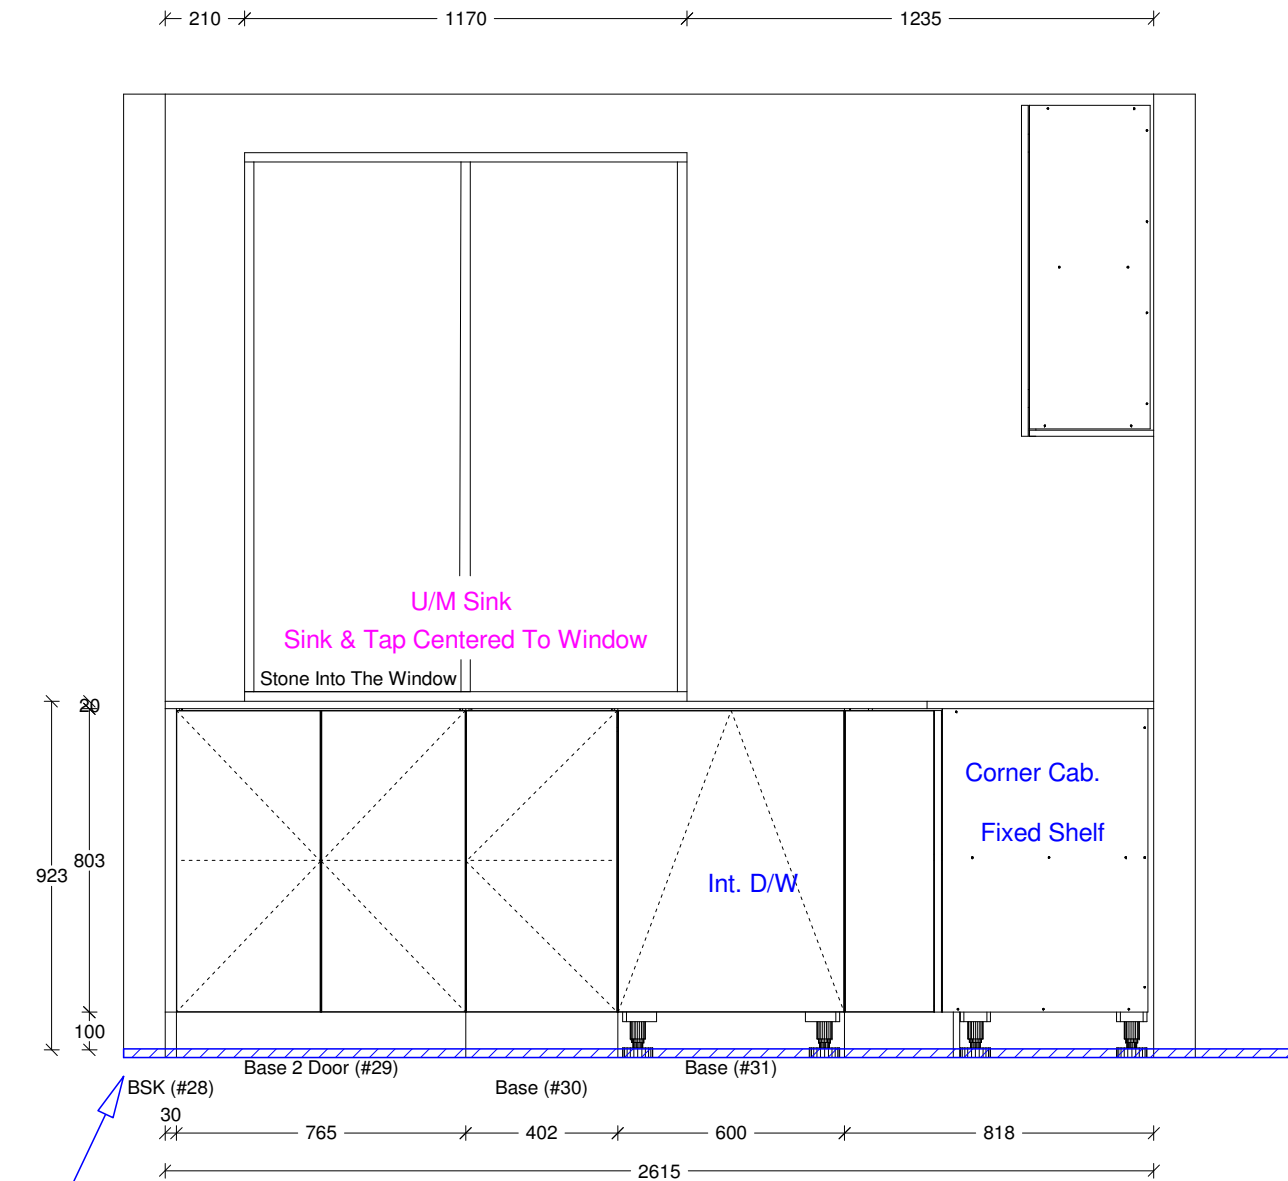 210
1170
1235
U/M Sink
Sink & Tap Centered To Window
Stone Into The Window
20
Corner Cab.
Fixed Shelf
803
923
Int. D/W
100
Base 2 Door (#29)
Base (#31)
BSK (#28)
Base (#30)
30
765
402
600
818
2615